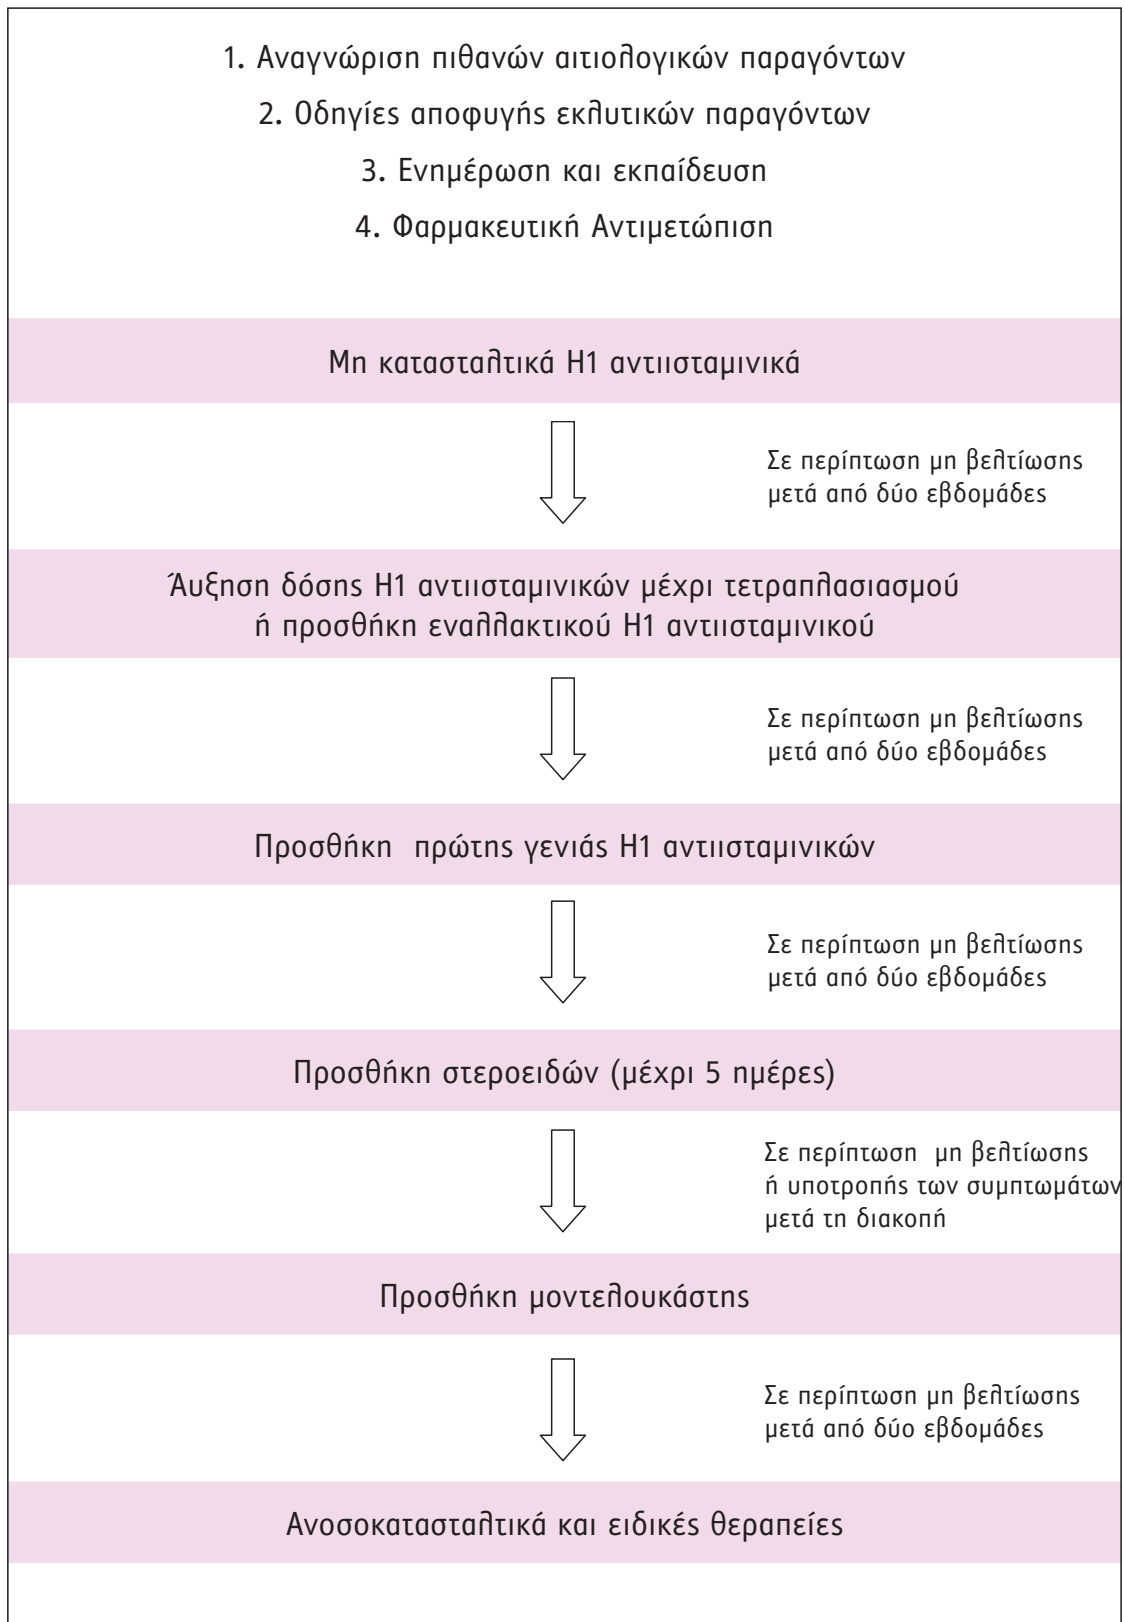 1. Αναγνώριση πιθανών αιτιολογικών παραγόντων
2. Οδηγίες αποφυγής εκλυτικών παραγόντων
3. Ενημέρωση και εκπαίδευση
4. Φαρμακευτική Αντιμετώπιση
Μη κατασταλτικά Η1 αντιισταμινικά
Σε περίπτωση μη βελτίωσης
μετά από δύο εβδομάδες
Άυξηση δόσης Η1 αντιισταμινικών μέχρι τετραπλασιασμού
ή προσθήκη εναλλακτικού Η1 αντιισταμινικού
Σε περίπτωση μη βελτίωσης
μετά από δύο εβδομάδες
Προσθήκη πρώτης γενιάς Η1 αντιισταμινικών
Σε περίπτωση μη βελτίωσης
μετά από δύο εβδομάδες
Προσθήκη στεροειδών (μέχρι 5 ημέρες)
Σε περίπτωση μη βελτίωσης
ή υποτροπής των συμπτωμάτων
μετά τη διακοπή
Προσθήκη μοντελουκάστης
Σε περίπτωση μη βελτίωσης
μετά από δύο εβδομάδες
Ανοσοκατασταλτικά και ειδικές θεραπείες